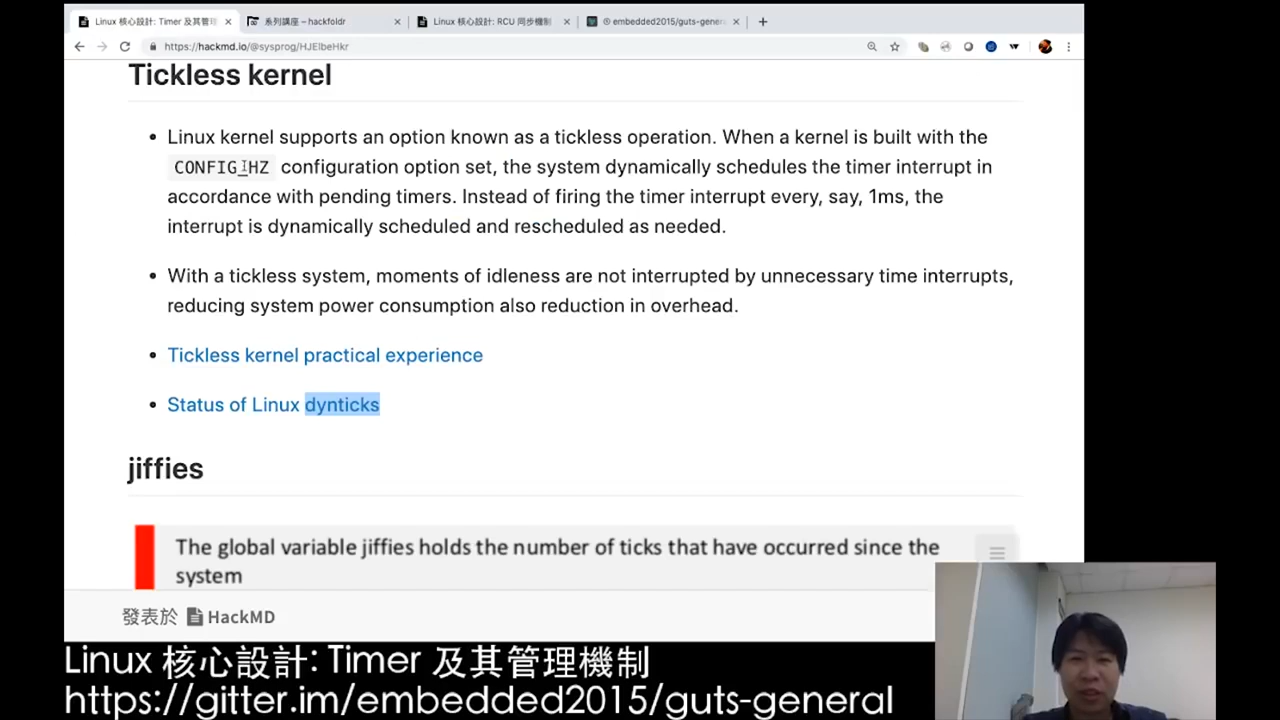 Linux 核心設計: Timer 及其管理
系列講座 – hackfoldr
Linux 核心設計: RCU 同步機制
embedded2015/guts-genera
https://hackmd.io/@sysprog/HJElbeHkr
Tickless kernel
• Linux kernel supports an option known as a tickless operation. When a kernel is built with the
CONFIG_HZ configuration option set, the system dynamically schedules the timer interrupt in
accordance with pending timers. Instead of firing the timer interrupt every, say, 1ms, the
interrupt is dynamically scheduled and rescheduled as needed.
• With a tickless system, moments of idleness are not interrupted by unnecessary time interrupts,
reducing system power consumption also reduction in overhead.
• Tickless kernel practical experience
• Status of Linux dynticks
jiffies
The global variable jiffies holds the number of ticks that have occurred since the
system
發表於 HackMD
Linux 核心設計: Timer 及其管理機制
https://gitter.im/embedded2015/guts-general